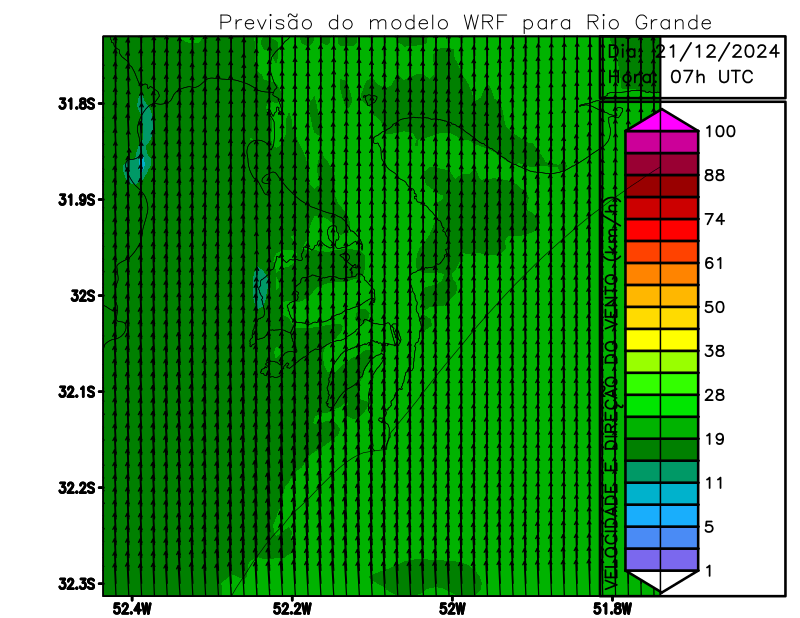 Previsão do modelo WRF para Rio Grande
Dia: 21/12/2024
Hora: 07h UTC
31.8S
31.9S
32S
32.1S
32.2S
32.3S
52.4W
52.2W
52W
51.8W
VELOCIDADE E DIREÇÃO DO VENTO (km/h)
100
88
74
61
50
38
28
19
11
5
1